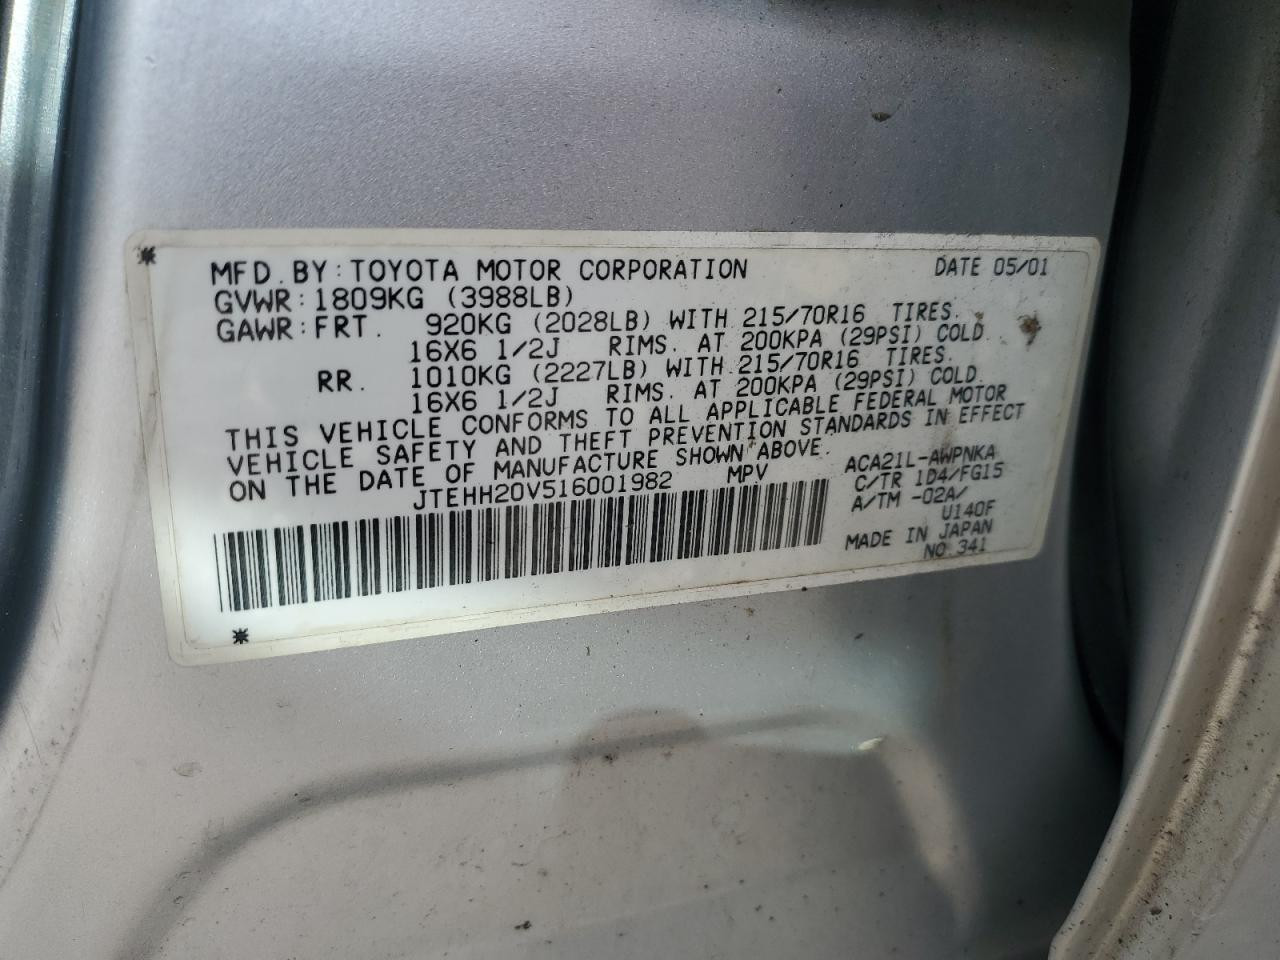 MFD. BY: TOYOTA MOTOR CORPORATION DATE 05/01
GVWR: 1809KG (3988LB)
GAWR: FRT. 920KG (2028LB) WITH 215/70R16 TIRES.
16X6 1/2J RIMS. AT 200KPA (29PSI) COLD.
RR. 1010KG (2227LB) WITH 215/70R16 TIRES.
16X6 1/2J RIMS. AT 200KPA (29PSI) COLD.
THIS VEHICLE CONFORMS TO ALL APPLICABLE FEDERAL MOTOR
VEHICLE SAFETY AND THEFT PREVENTION STANDARDS IN EFFECT
ON THE DATE OF MANUFACTURE SHOWN ABOVE.
JTEHH20V516001982 MPV
ACA21L-AWPNKA
C/TR 1D4/FG15
A/TM -02A/
U140F
MADE IN JAPAN
NO 341